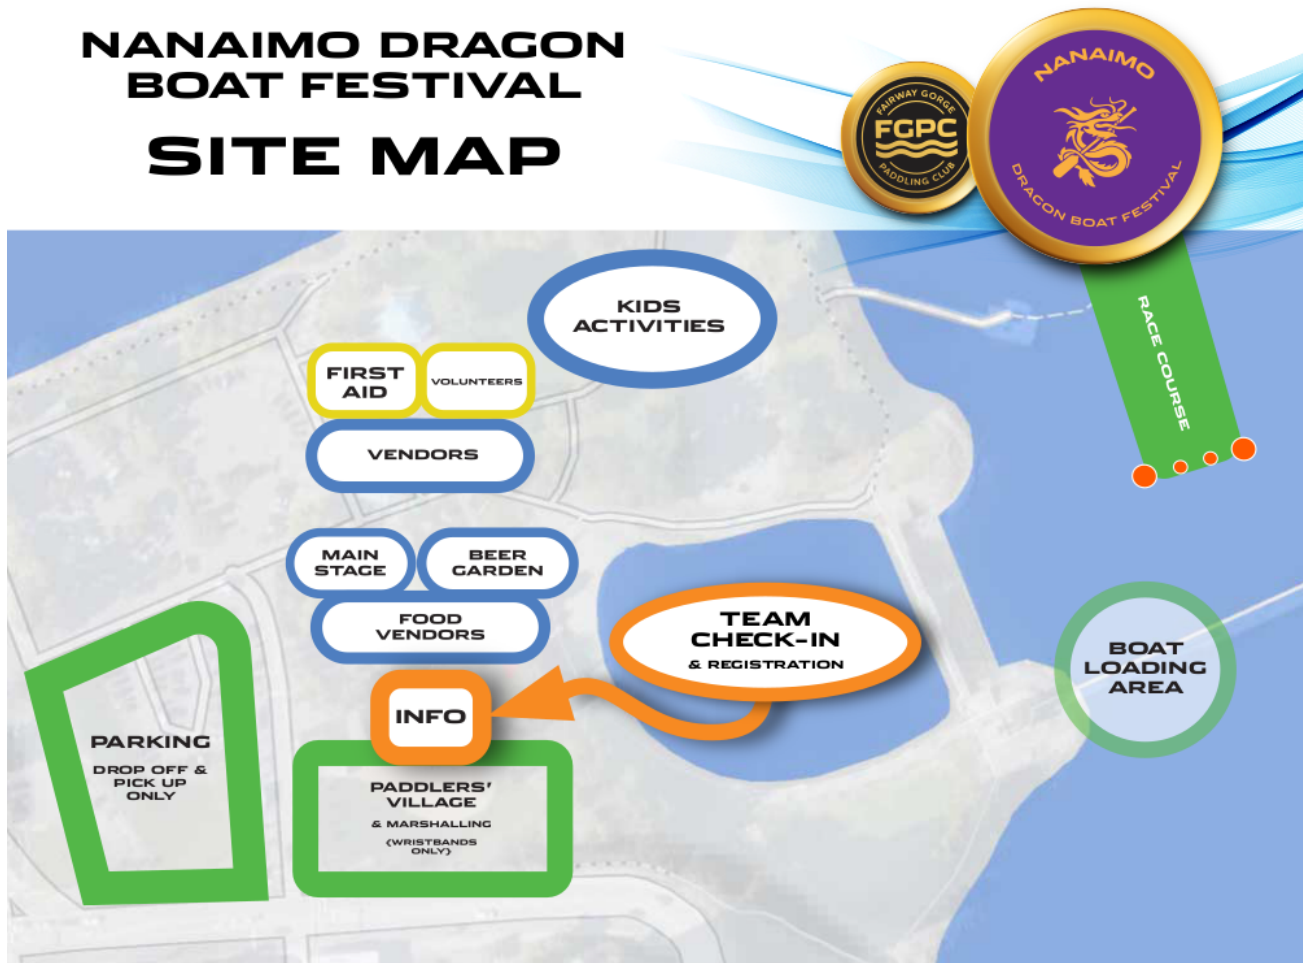 NANAIMO DRAGON
BOAT FESTIVAL
SITE MAP
FAIRWAY GORGE
FGPC
PADDLING CLUB
NANAIMO
DRAGON BOAT FESTIVAL
RACE COURSE
KIDS
ACTIVITIES
FIRST
AID
VOLUNTEERS
VENDORS
MAIN
STAGE
BEER
GARDEN
FOOD
VENDORS
TEAM
CHECK-IN
& REGISTRATION
BOAT
LOADING
AREA
INFO
PARKING
DROP OFF &
PICK UP
ONLY
PADDLERS'
VILLAGE
& MARSHALLING
(WRISTBANDS
ONLY)